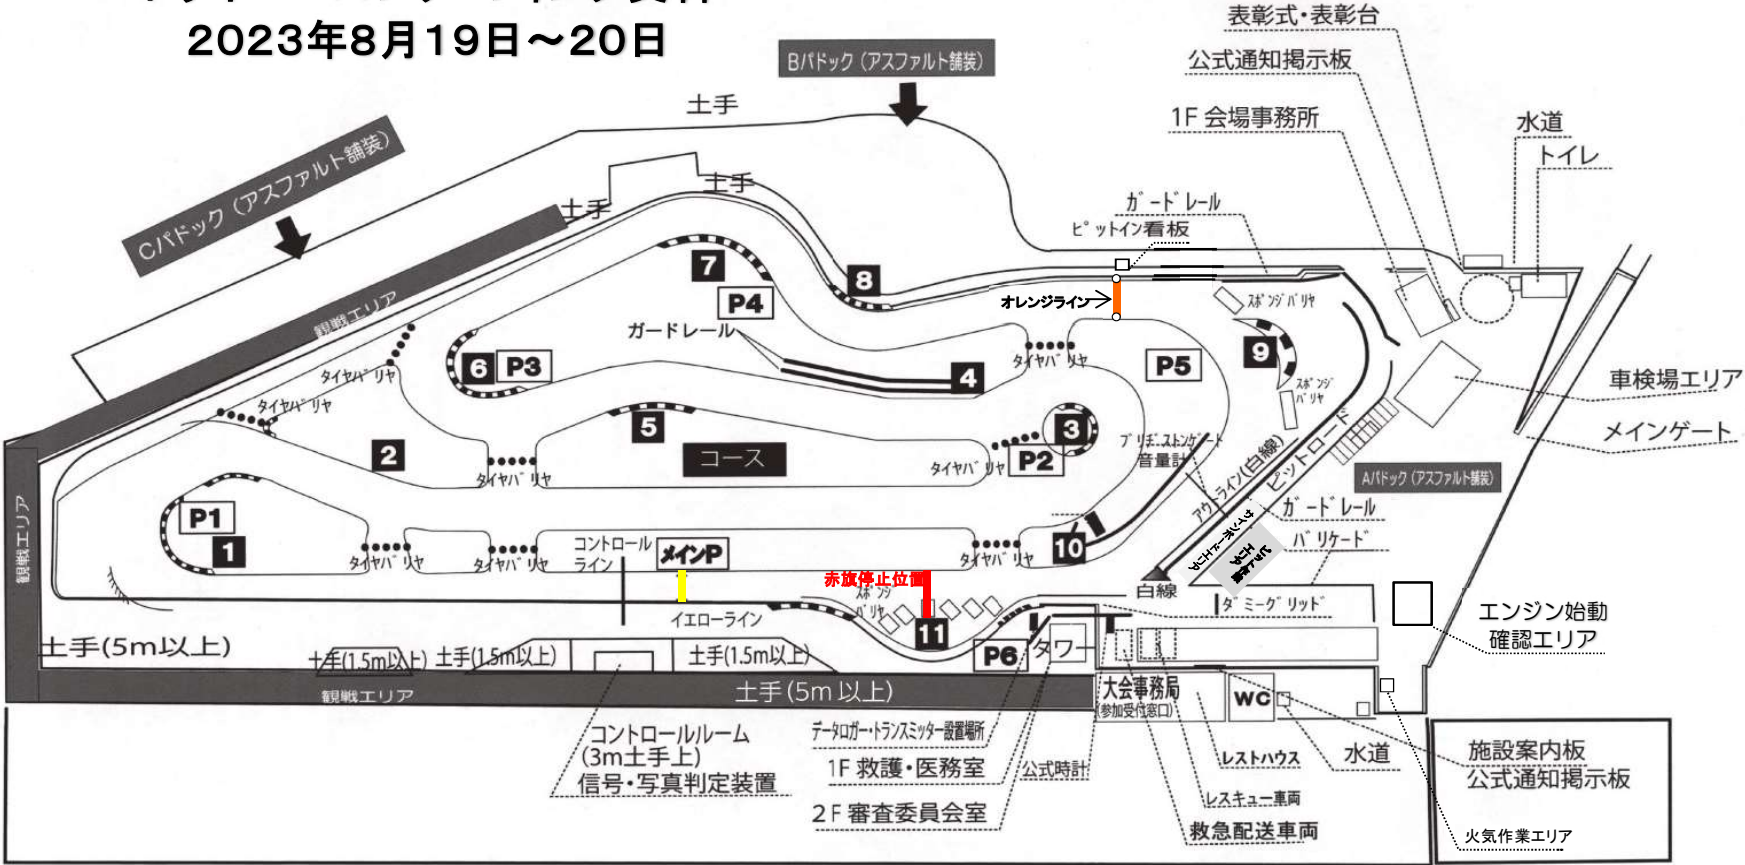 2023年8月19日～20日
表彰式・表彰台
公式通知掲示板
1F 会場事務所
水道
トイレ
Bパドック（アスファルト舗装）
土手
Cパドック（アスファルト舗装）
土手
土手
ガードレール
ピットイン看板
観戦エリア
オレンジライン
スポンジバリヤ
7
8
P4
ガードレール
6
P3
4
タイヤバリヤ
P5
9
スポンジ
バリヤ
車検場エリア
メインゲート
タイヤバリヤ
タイヤバリヤ
5
3
2
コース
タイヤバリヤ
タイヤバリヤ
P2
ブリヂストンゲート
音量計
アウトライン(白線)
ピットロード
Aパドック（アスファルト舗装）
ガードレール
バリケード
サインボードエリア
P1
1
観戦エリア
タイヤバリヤ
タイヤバリヤ
コントロール
ライン
メインP
タイヤバリヤ
10
赤旗停止位置
スポンジ
バリヤ
イエローライン
11
白線
ダミーグリッド
エンジン始動
確認エリア
土手(5m以上)
土手(1.5m以上)
土手(1.5m以上)
土手(1.5m以上)
P6
タワー
観戦エリア
土手(5m以上)
大会事務局
(参加受付窓口)
WC
コントロールルーム
(3m土手上)
信号・写真判定装置
データロガー・トランスミッター設置場所
1F 救護・医務室
公式時計
2F 審査委員会室
レストハウス
水道
レスキュー車両
救急配送車両
施設案内板
公式通知掲示板
火気作業エリア